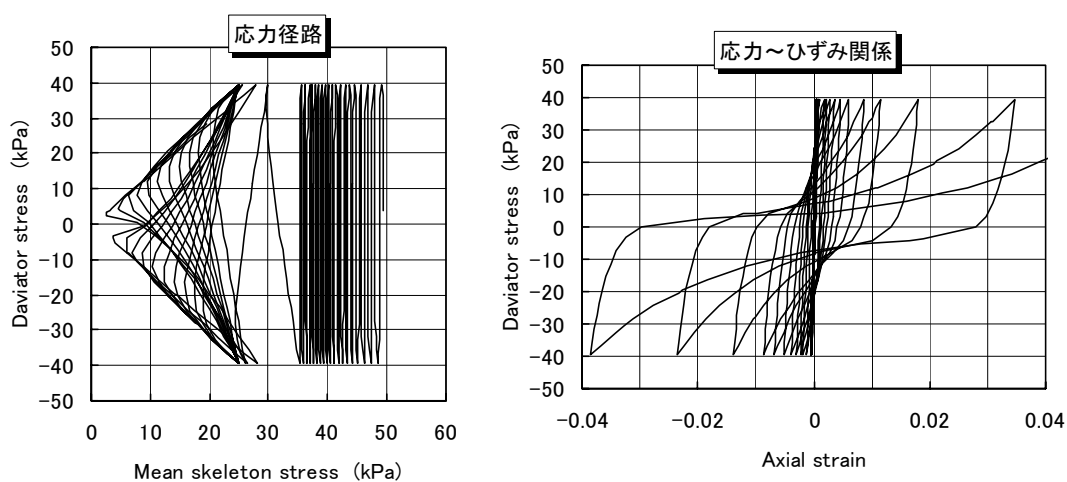 応力径路
50
40
30
20
10
0
-10
-20
-30
-40
-50
Daviator stress (kPa)
0 10 20 30 40 50 60
Mean skeleton stress (kPa)
応力～ひずみ関係
50
40
30
20
10
0
-10
-20
-30
-40
-50
Daviator stress (kPa)
-0.04 -0.02 0 0.02 0.04
Axial strain